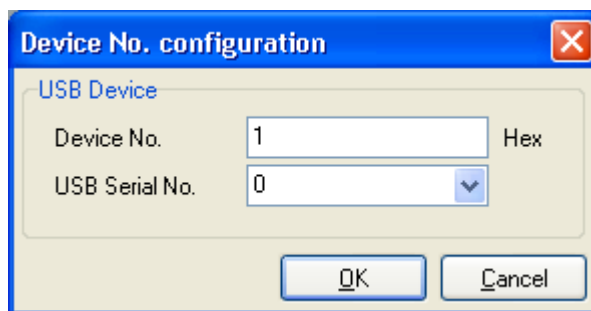 Device No. configuration
USB Device
Device No. 1 Hex
USB Serial No. 0
OK Cancel